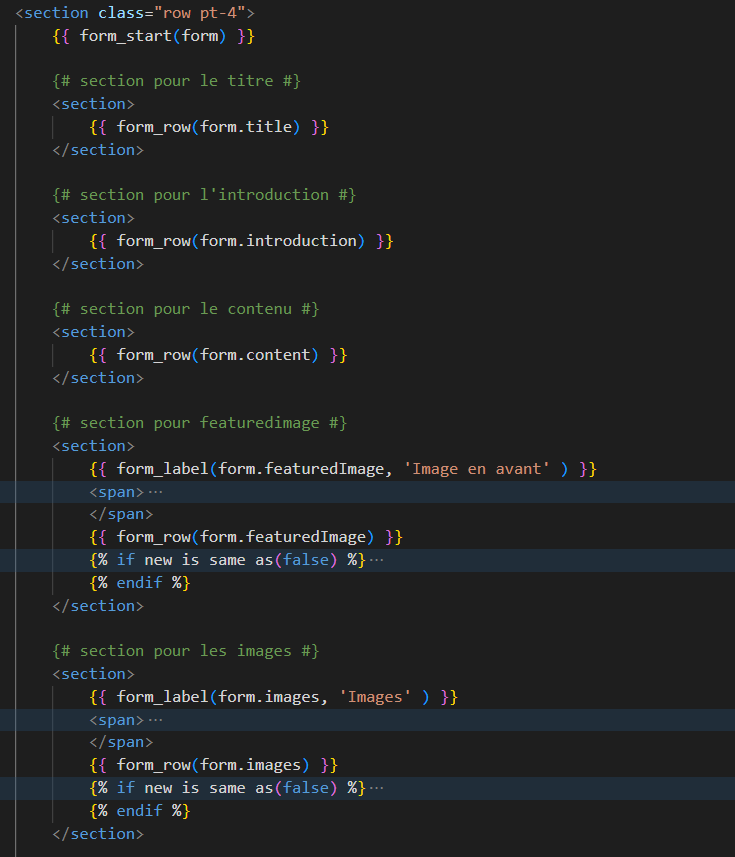 <section class="row pt-4">
{{ form_start(form) }}
{# section pour le titre #}
<section>
{{ form_row(form.title) }}
</section>
{# section pour l'introduction #}
<section>
{{ form_row(form.introduction) }}
</section>
{# section pour le contenu #}
<section>
{{ form_row(form.content) }}
</section>
{# section pour featuredimage #}
<section>
{{ form_label(form.featuredImage, 'Image en avant' ) }}
<span>⋯
</span>
{{ form_row(form.featuredImage) }}
{% if new is same as(false) %}⋯
{% endif %}
</section>
{# section pour les images #}
<section>
{{ form_label(form.images, 'Images' ) }}
<span>⋯
</span>
{{ form_row(form.images) }}
{% if new is same as(false) %}⋯
{% endif %}
</section>